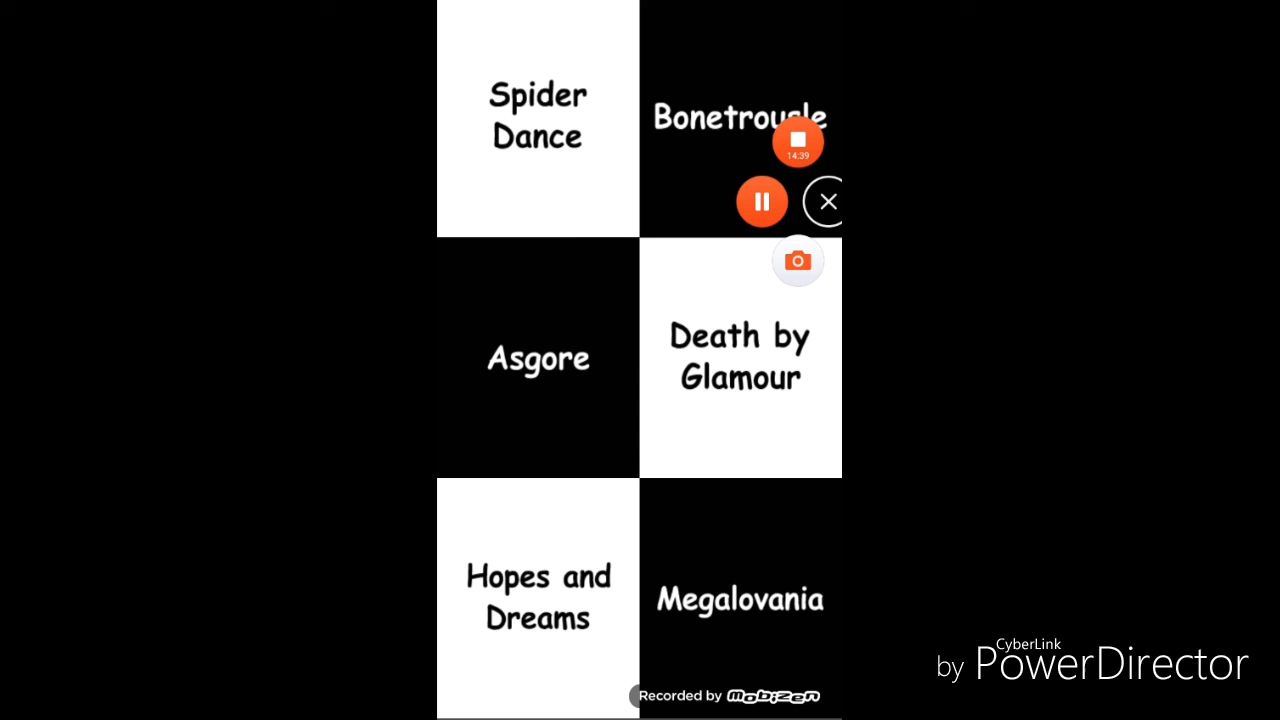 Spider
Dance
Bonetrousle
14:39
Asgore
Death by
Glamour
Hopes and
Dreams
Megalovania
CyberLink
by PowerDirector
Recorded by Mobizen